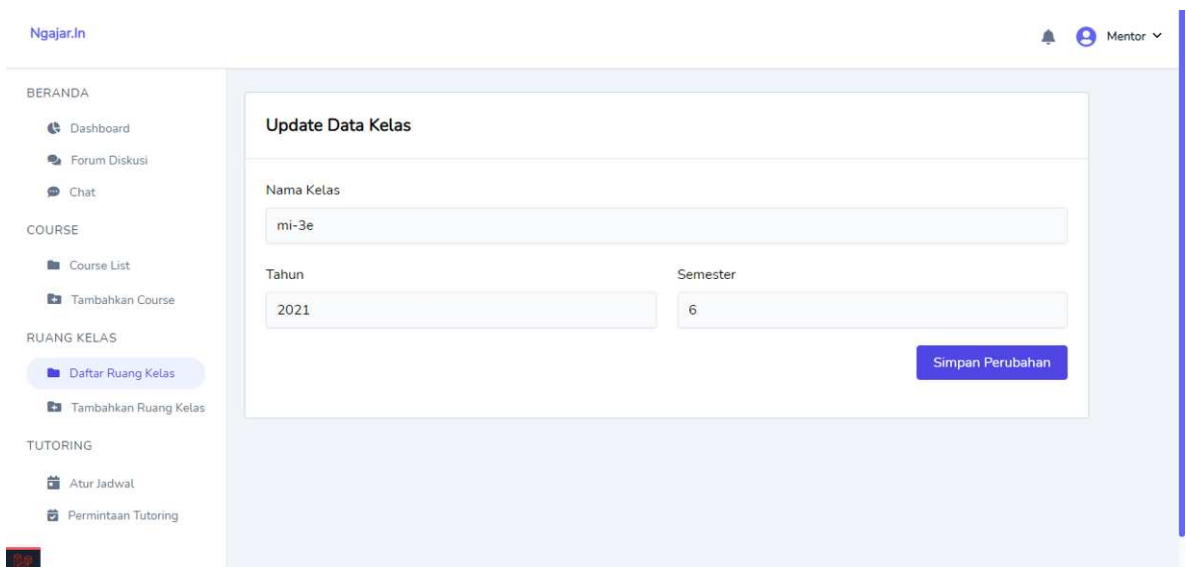 Ngajar.In
Mentor
BERANDA
Dashboard
Forum Diskusi
Chat
COURSE
Course List
Tambahkan Course
RUANG KELAS
Daftar Ruang Kelas
Tambahkan Ruang Kelas
TUTORING
Atur Jadwal
Permintaan Tutoring
Update Data Kelas
Nama Kelas
mi-3e
Tahun
Semester
2021
6
Simpan Perubahan